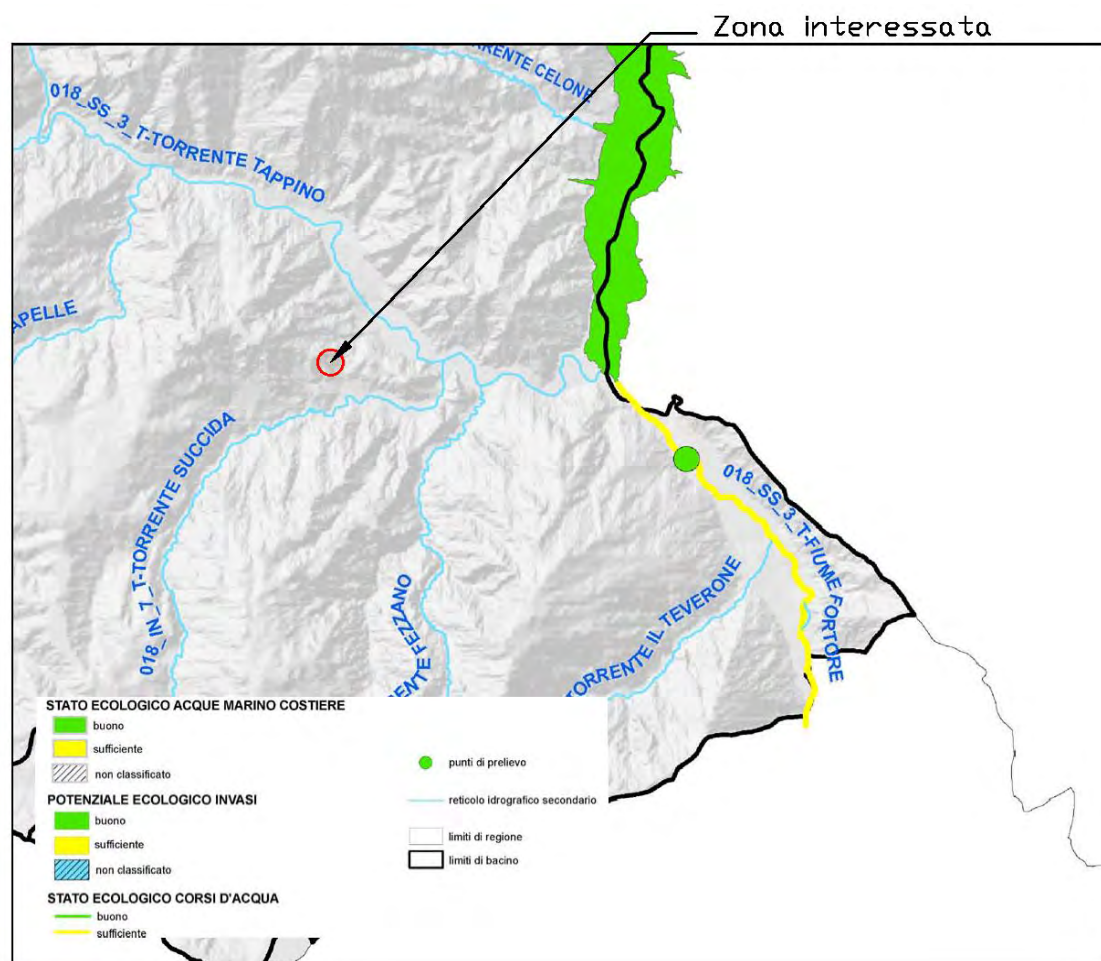 Zona interessata
ARENTE CELONE
018_SS_3_T-TORRENTE TAPPINO
APELLE
018_IN_7_T-TORRENTE SUCCIDA
ENTE FEZZANO
TORRENTE IL TEVERONE
018_SS_3_T-FIUME FORTORE
STATO ECOLOGICO ACQUE MARINO COSTIERE
buono
sufficiente
non classificato
POTENZIALE ECOLOGICO INVASI
buono
sufficiente
non classificato
STATO ECOLOGICO CORSI D'ACQUA
buono
sufficiente
punti di prelievo
reticolo idrografico secondario
limiti di regione
limiti di bacino